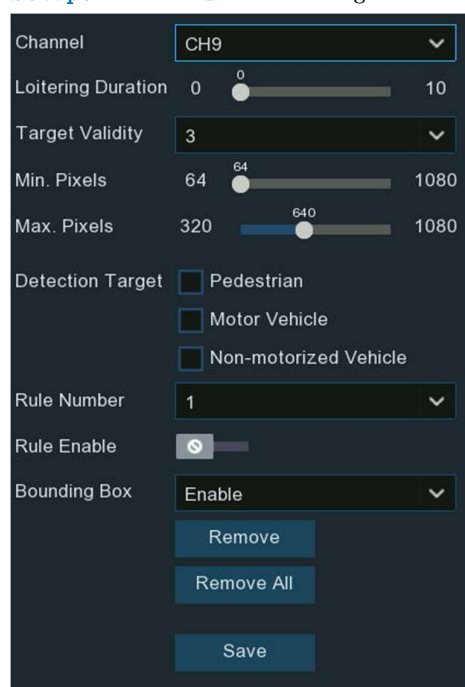 Channel CH9
0
Loitering Duration 0 10
Target Validity 3
64
Min. Pixels 64 1080
640
Max. Pixels 320 1080
Detection Target Pedestrian
Motor Vehicle
Non-motorized Vehicle
Rule Number 1
Rule Enable
Bounding Box Enable
Remove
Remove All
Save